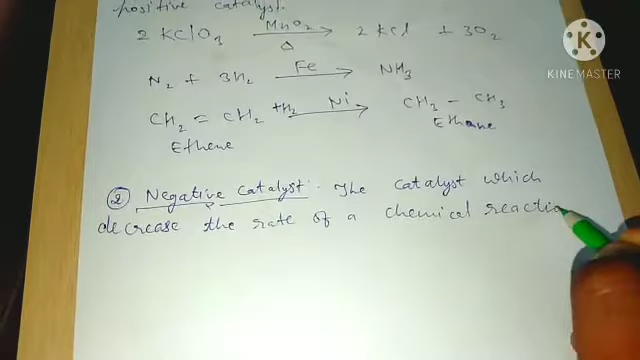 positive catalyst.
2 KClO3 MnO2 Δ → 2 KCl + 3O2
N2 + 3H2 Fe → NH3
CH2 = CH2 +H2 Ni → CH3 - CH3
Ethene Ethane
② Negative catalyst. The catalyst which
decrease the rate of a chemical reactio
K
KINEMASTER